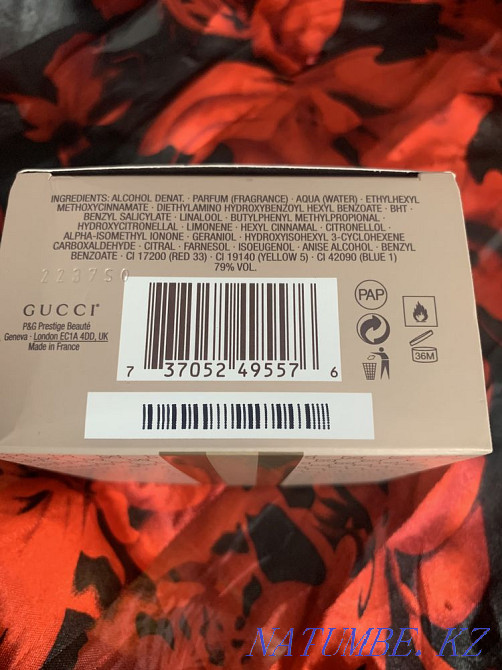 INGREDIENTS: ALCOHOL DENAT. · PARFUM (FRAGRANCE) · AQUA (WATER) · ETHYLHEXYL
METHOXYCINNAMATE · DIETHYLAMINO HYDROXYBENZOYL HEXYL BENZOATE · BHT ·
BENZYL SALICYLATE · LINALOOL · BUTYLPHENYL METHYLPROPIONAL ·
HYDROXYCITRONELLAL · LIMONENE · HEXYL CINNAMAL · CITRONELLOL ·
ALPHA-ISOMETHYL IONONE · GERANIOL · HYDROXYISOHEXYL 3-CYCLOHEXENE
CARBOXALDEHYDE · CITRAL · FARNESOL · ISOEUGENOL · ANISE ALCOHOL · BENZYL
BENZOATE · CI 17200 (RED 33) · CI 19140 (YELLOW 5) · CI 42090 (BLUE 1)
79% VOL.
GUCCI
P&G Prestige Beauté
Geneva · London EC1A 4DD, UK
Made in France
7 37052 49557 6
PAP
36M
NATUMBE.KZ